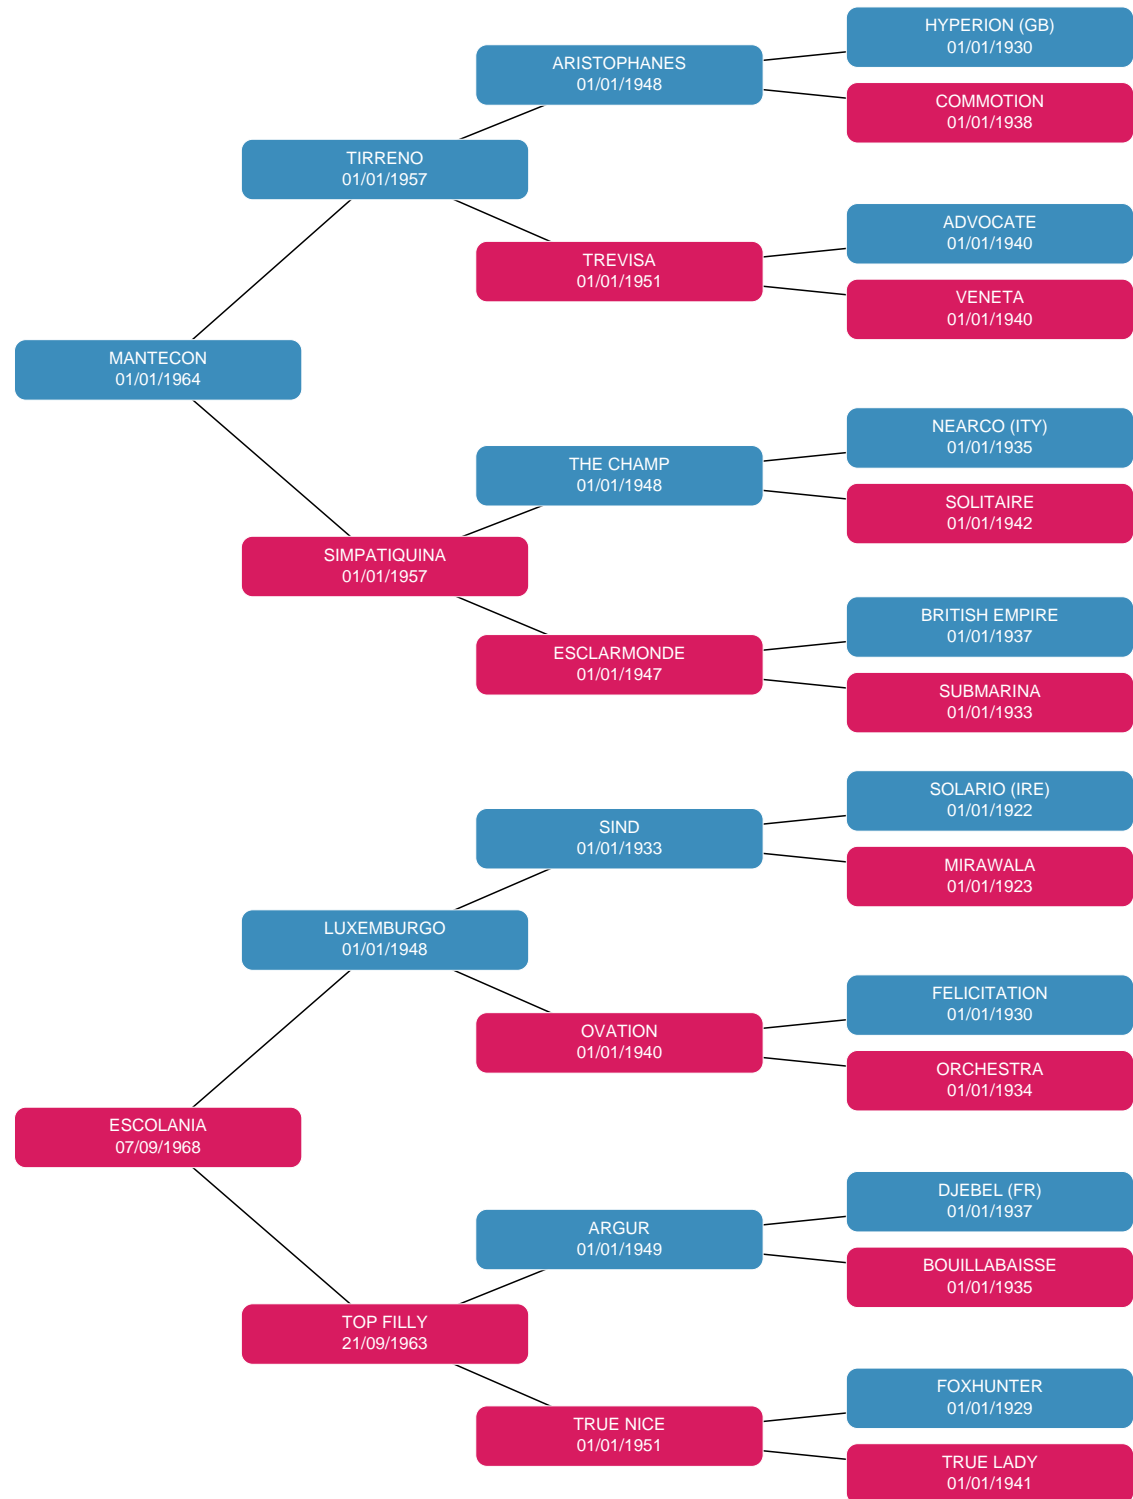 HYPERION (GB)
01/01/1930
ARISTOPHANES
01/01/1948
COMMOTION
01/01/1938
TIRRENO
01/01/1957
ADVOCATE
01/01/1940
TREVISA
01/01/1951
VENETA
01/01/1940
MANTECON
01/01/1964
NEARCO (ITY)
01/01/1935
THE CHAMP
01/01/1948
SOLITAIRE
01/01/1942
SIMPATIQUINA
01/01/1957
BRITISH EMPIRE
01/01/1937
ESCLARMONDE
01/01/1947
SUBMARINA
01/01/1933
SOLARIO (IRE)
01/01/1922
SIND
01/01/1933
MIRAWALA
01/01/1923
LUXEMBURGO
01/01/1948
FELICITATION
01/01/1930
OVATION
01/01/1940
ORCHESTRA
01/01/1934
ESCOLANIA
07/09/1968
DJEBEL (FR)
01/01/1937
ARGUR
01/01/1949
BOUILLABAISSE
01/01/1935
TOP FILLY
21/09/1963
FOXHUNTER
01/01/1929
TRUE NICE
01/01/1951
TRUE LADY
01/01/1941